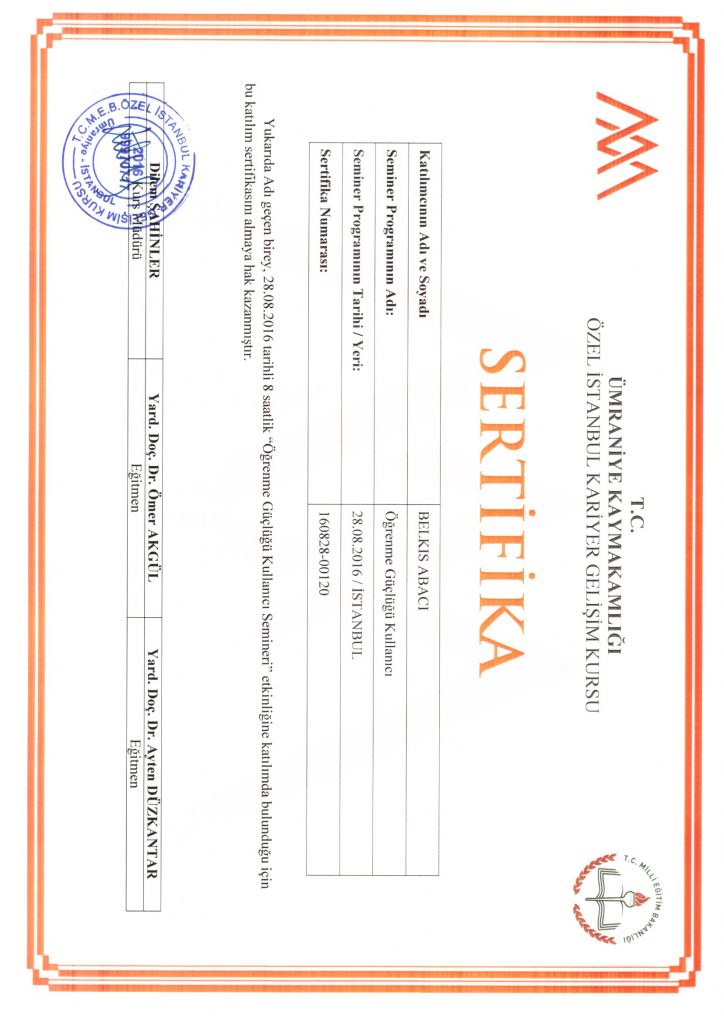 T.C.
ÜMRANİYE KAYMAKAMLIĞI
ÖZEL İSTANBUL KARİYER GELİŞİM KURSU
T.C. MİLLİ EĞİTİM BAKANLIĞI
SERTİFİKA
Katılımcının Adı ve Soyadı BELKIS ABACI
Seminer Programının Adı: Öğrenme Güçlüğü Kullanıcı
Seminer Programının Tarihi / Yeri: 28.08.2016 / İSTANBUL
Sertifika Numarası: 160828-00120
Yukarıda Adı geçen birey, 28.08.2016 tarihli 8 saatlik “Öğrenme Güçlüğü Kullanıcı Semineri” etkinliğine katılımda bulunduğu için
bu katılım sertifikasını almaya hak kazanmıştır.
Dilem ŞAHİNLER Yard. Doç. Dr. Ömer AKGÜL Yard. Doç. Dr. Ayten DÜZKANTAR
Kurs Müdürü Eğitmen Eğitmen
T.C.M.E.B.ÖZEL İSTANBUL KARİYER GELİŞİM KURSU
2016
Ümraniye - İSTANBUL